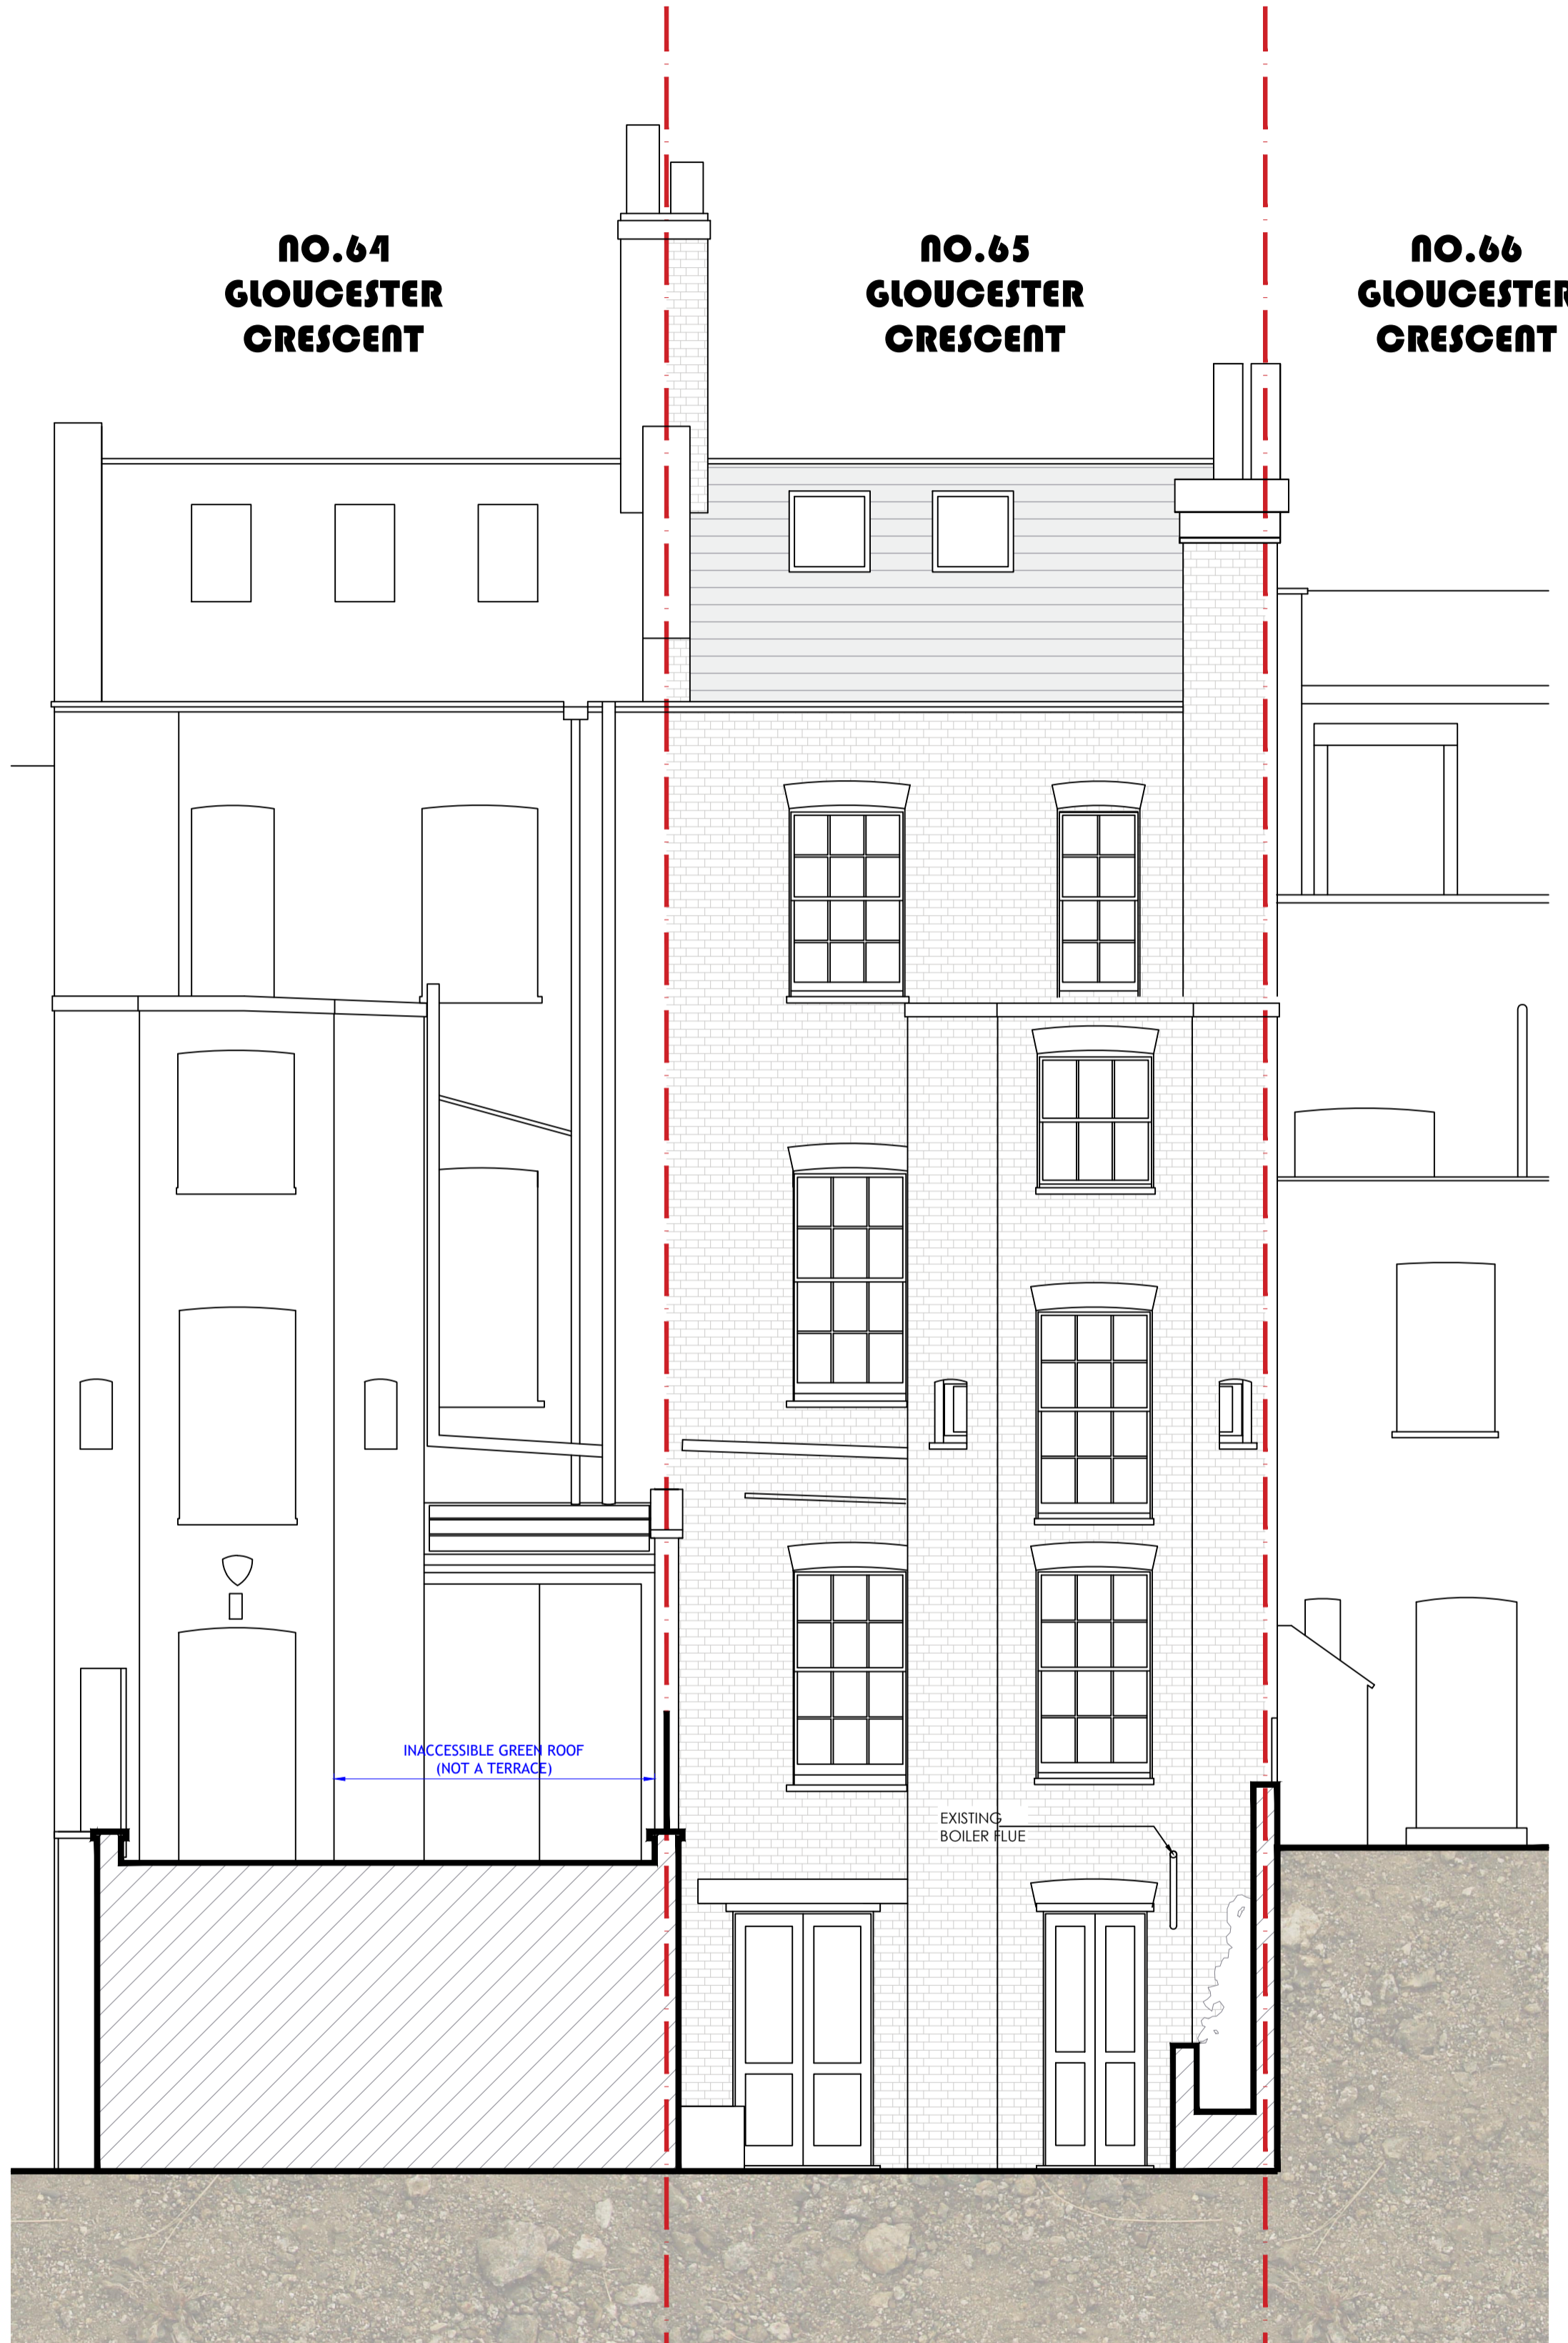 NO.64
GLOUCESTER
CRESCENT
NO.65
GLOUCESTER
CRESCENT
NO.66
GLOUCESTER
CRESCENT
INACCESSIBLE GREEN ROOF
(NOT A TERRACE)
EXISTING
BOILER FLUE